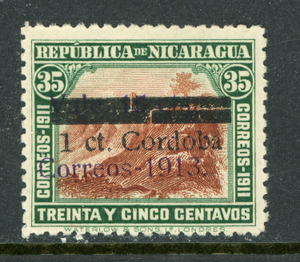 REPÚBLICA DE NICARAGUA
35
35
CORREOS-1911
CORREOS-1911
1 ct. Cordoba
Correos-1913.
TREINTA Y CINCO CENTAVOS
WATERLOW & SONS LD LONDRES